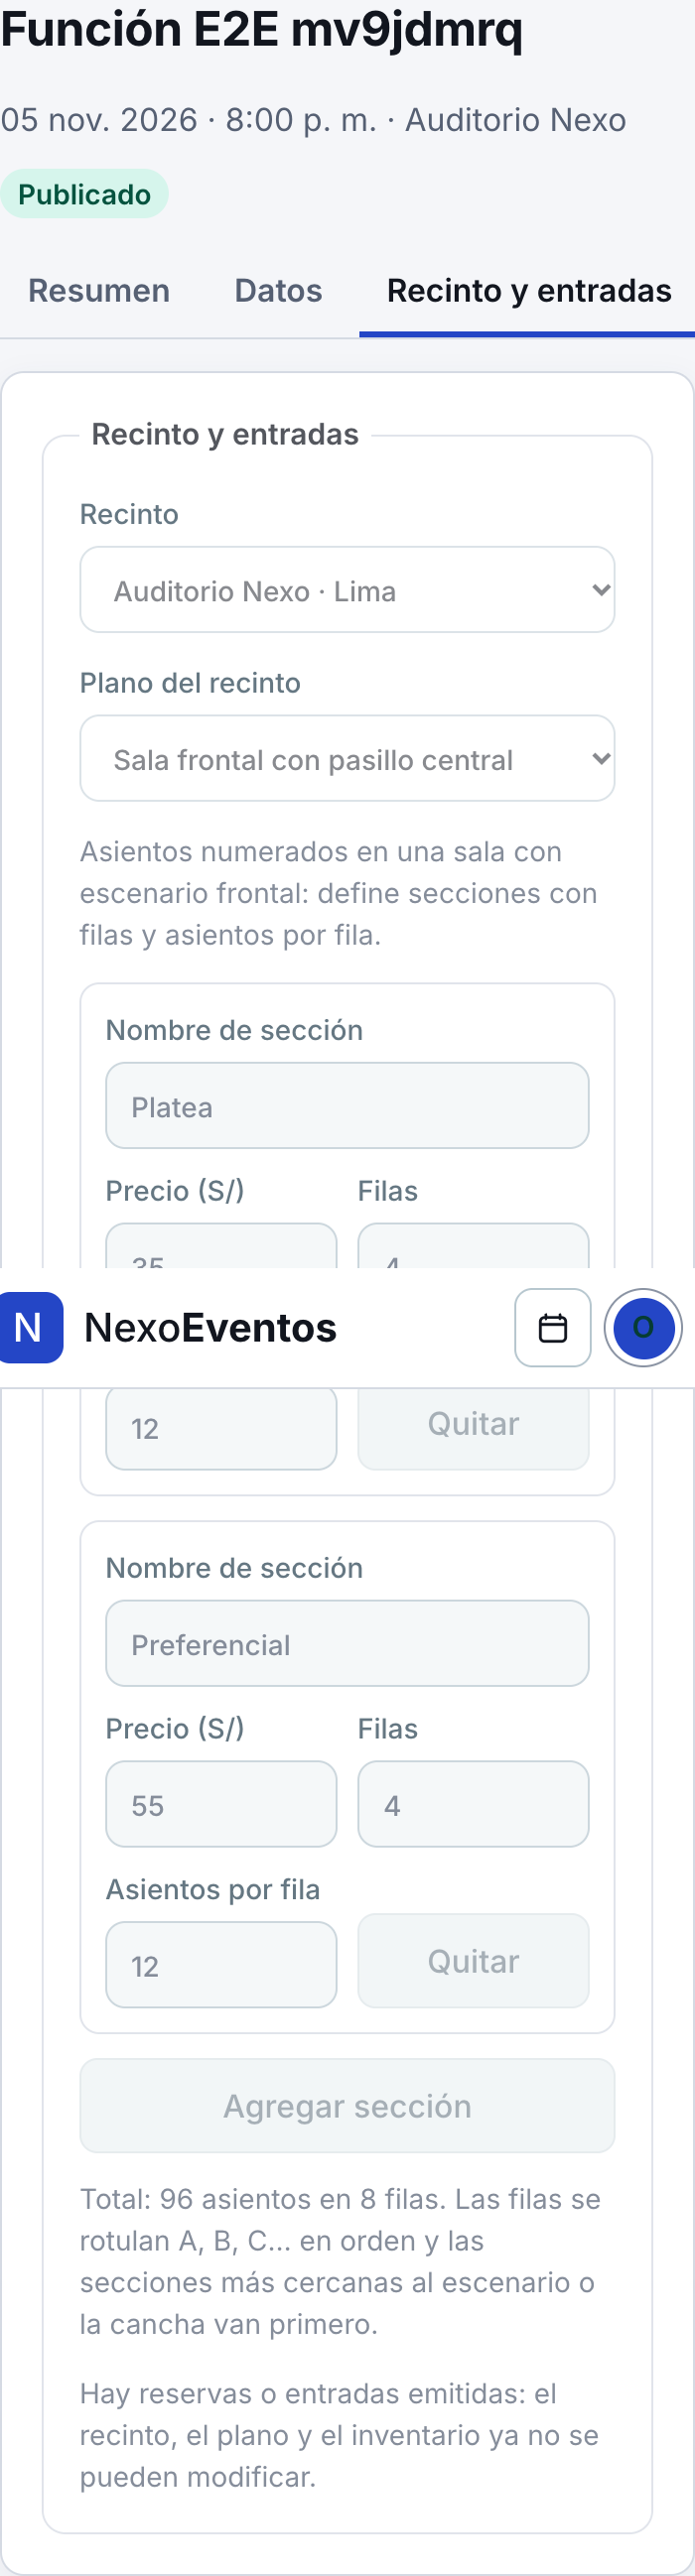 Función E2E mv9jdmrq
05 nov. 2026 · 8:00 p. m. · Auditorio Nexo
Publicado
Resumen Datos Recinto y entradas
Recinto y entradas
Recinto
Auditorio Nexo · Lima
Plano del recinto
Sala frontal con pasillo central
Asientos numerados en una sala con
escenario frontal: define secciones con
filas y asientos por fila.
Nombre de sección
Platea
Precio (S/) Filas
35 4
N NexoEventos O
12 Quitar
Nombre de sección
Preferencial
Precio (S/) Filas
55 4
Asientos por fila
12 Quitar
Agregar sección
Total: 96 asientos en 8 filas. Las filas se
rotulan A, B, C... en orden y las
secciones más cercanas al escenario o
la cancha van primero.
Hay reservas o entradas emitidas: el
recinto, el plano y el inventario ya no se
pueden modificar.